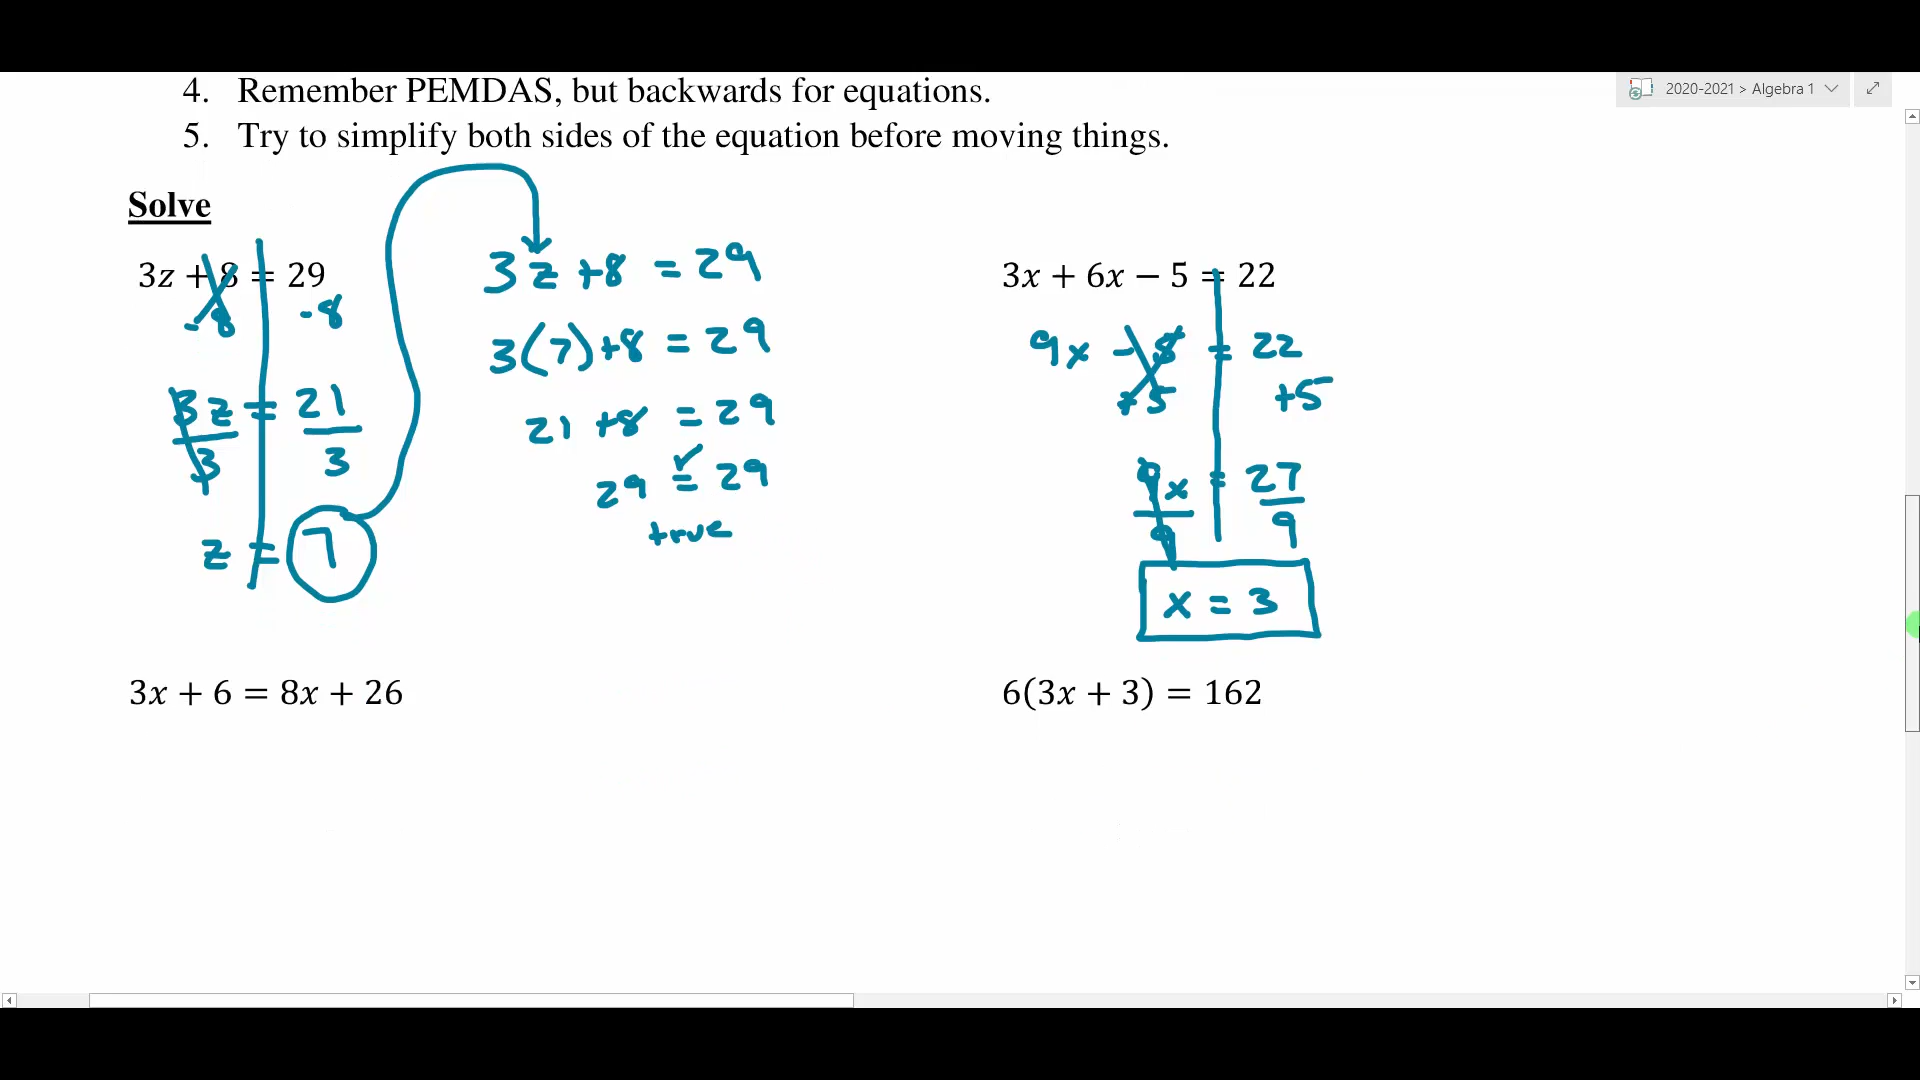 4. Remember PEMDAS, but backwards for equations.
2020-2021 > Algebra 1
5. Try to simplify both sides of the equation before moving things.
Solve
3z + 8 = 29
-8 -8
3z = 21
3 3
z = 7
3z +8 = 29
3(7)+8 = 29
21 +8 = 29
29 = 29
true
3x + 6x − 5 = 22
9x - 5 = 22
+5 +5
9x = 27
9 9
x = 3
3x + 6 = 8x + 26
6(3x + 3) = 162